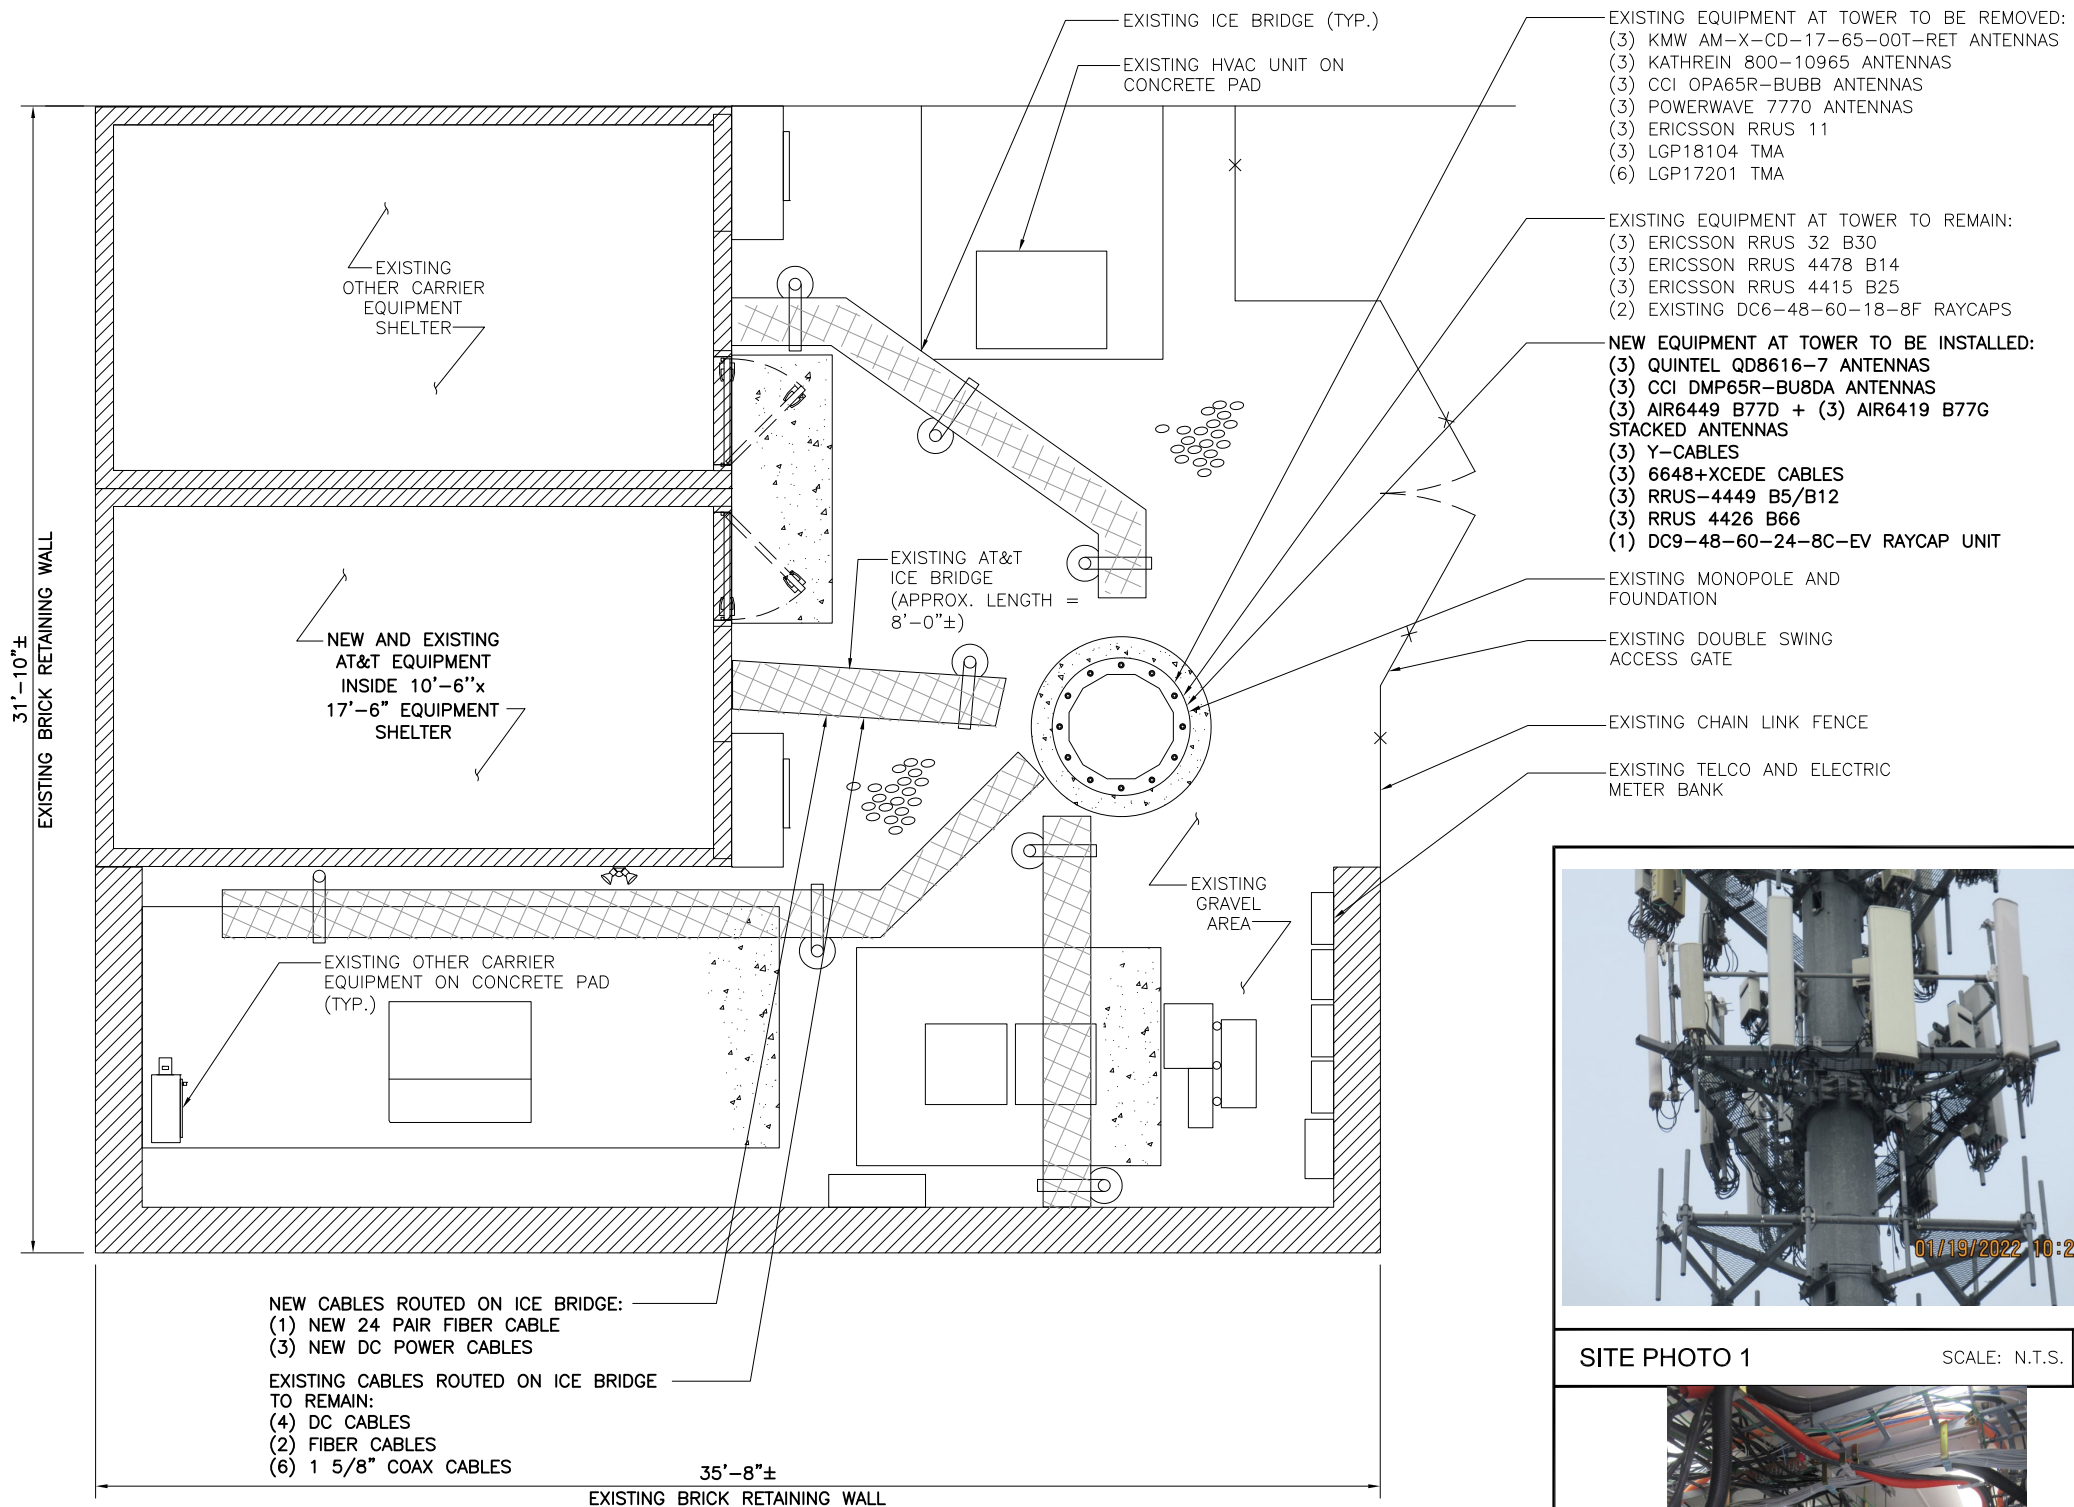 EXISTING ICE BRIDGE (TYP.)
EXISTING HVAC UNIT ON
CONCRETE PAD
EXISTING EQUIPMENT AT TOWER TO BE REMOVED:
(3) KMW AM-X-CD-17-65-00T-RET ANTENNAS
(3) KATHREIN 800-10965 ANTENNAS
(3) CCI OPA65R-BUBB ANTENNAS
(3) POWERWAVE 7770 ANTENNAS
(3) ERICSSON RRUS 11
(3) LGP18104 TMA
(6) LGP17201 TMA
EXISTING EQUIPMENT AT TOWER TO REMAIN:
(3) ERICSSON RRUS 32 B30
(3) ERICSSON RRUS 4478 B14
(3) ERICSSON RRUS 4415 B25
(2) EXISTING DC6-48-60-18-8F RAYCAPS
NEW EQUIPMENT AT TOWER TO BE INSTALLED:
(3) QUINTEL QD8616-7 ANTENNAS
(3) CCI DMP65R-BU8DA ANTENNAS
(3) AIR6449 B77D + (3) AIR6419 B77G
STACKED ANTENNAS
(3) Y-CABLES
(3) 6648+XCEDE CABLES
(3) RRUS-4449 B5/B12
(3) RRUS 4426 B66
(1) DC9-48-60-24-8C-EV RAYCAP UNIT
EXISTING MONOPOLE AND
FOUNDATION
EXISTING DOUBLE SWING
ACCESS GATE
EXISTING CHAIN LINK FENCE
EXISTING TELCO AND ELECTRIC
METER BANK
EXISTING
OTHER CARRIER
EQUIPMENT
SHELTER
NEW AND EXISTING
AT&T EQUIPMENT
INSIDE 10'-6''x
17'-6" EQUIPMENT
SHELTER
EXISTING AT&T
ICE BRIDGE
(APPROX. LENGTH =
8'-0"±)
31'-10"±
EXISTING BRICK RETAINING WALL
EXISTING
GRAVEL
AREA
EXISTING OTHER CARRIER
EQUIPMENT ON CONCRETE PAD
(TYP.)
NEW CABLES ROUTED ON ICE BRIDGE:
(1) NEW 24 PAIR FIBER CABLE
(3) NEW DC POWER CABLES
EXISTING CABLES ROUTED ON ICE BRIDGE
TO REMAIN:
(4) DC CABLES
(2) FIBER CABLES
(6) 1 5/8" COAX CABLES
35'-8"±
EXISTING BRICK RETAINING WALL
01/19/2022 10:2
SITE PHOTO 1
SCALE: N.T.S.